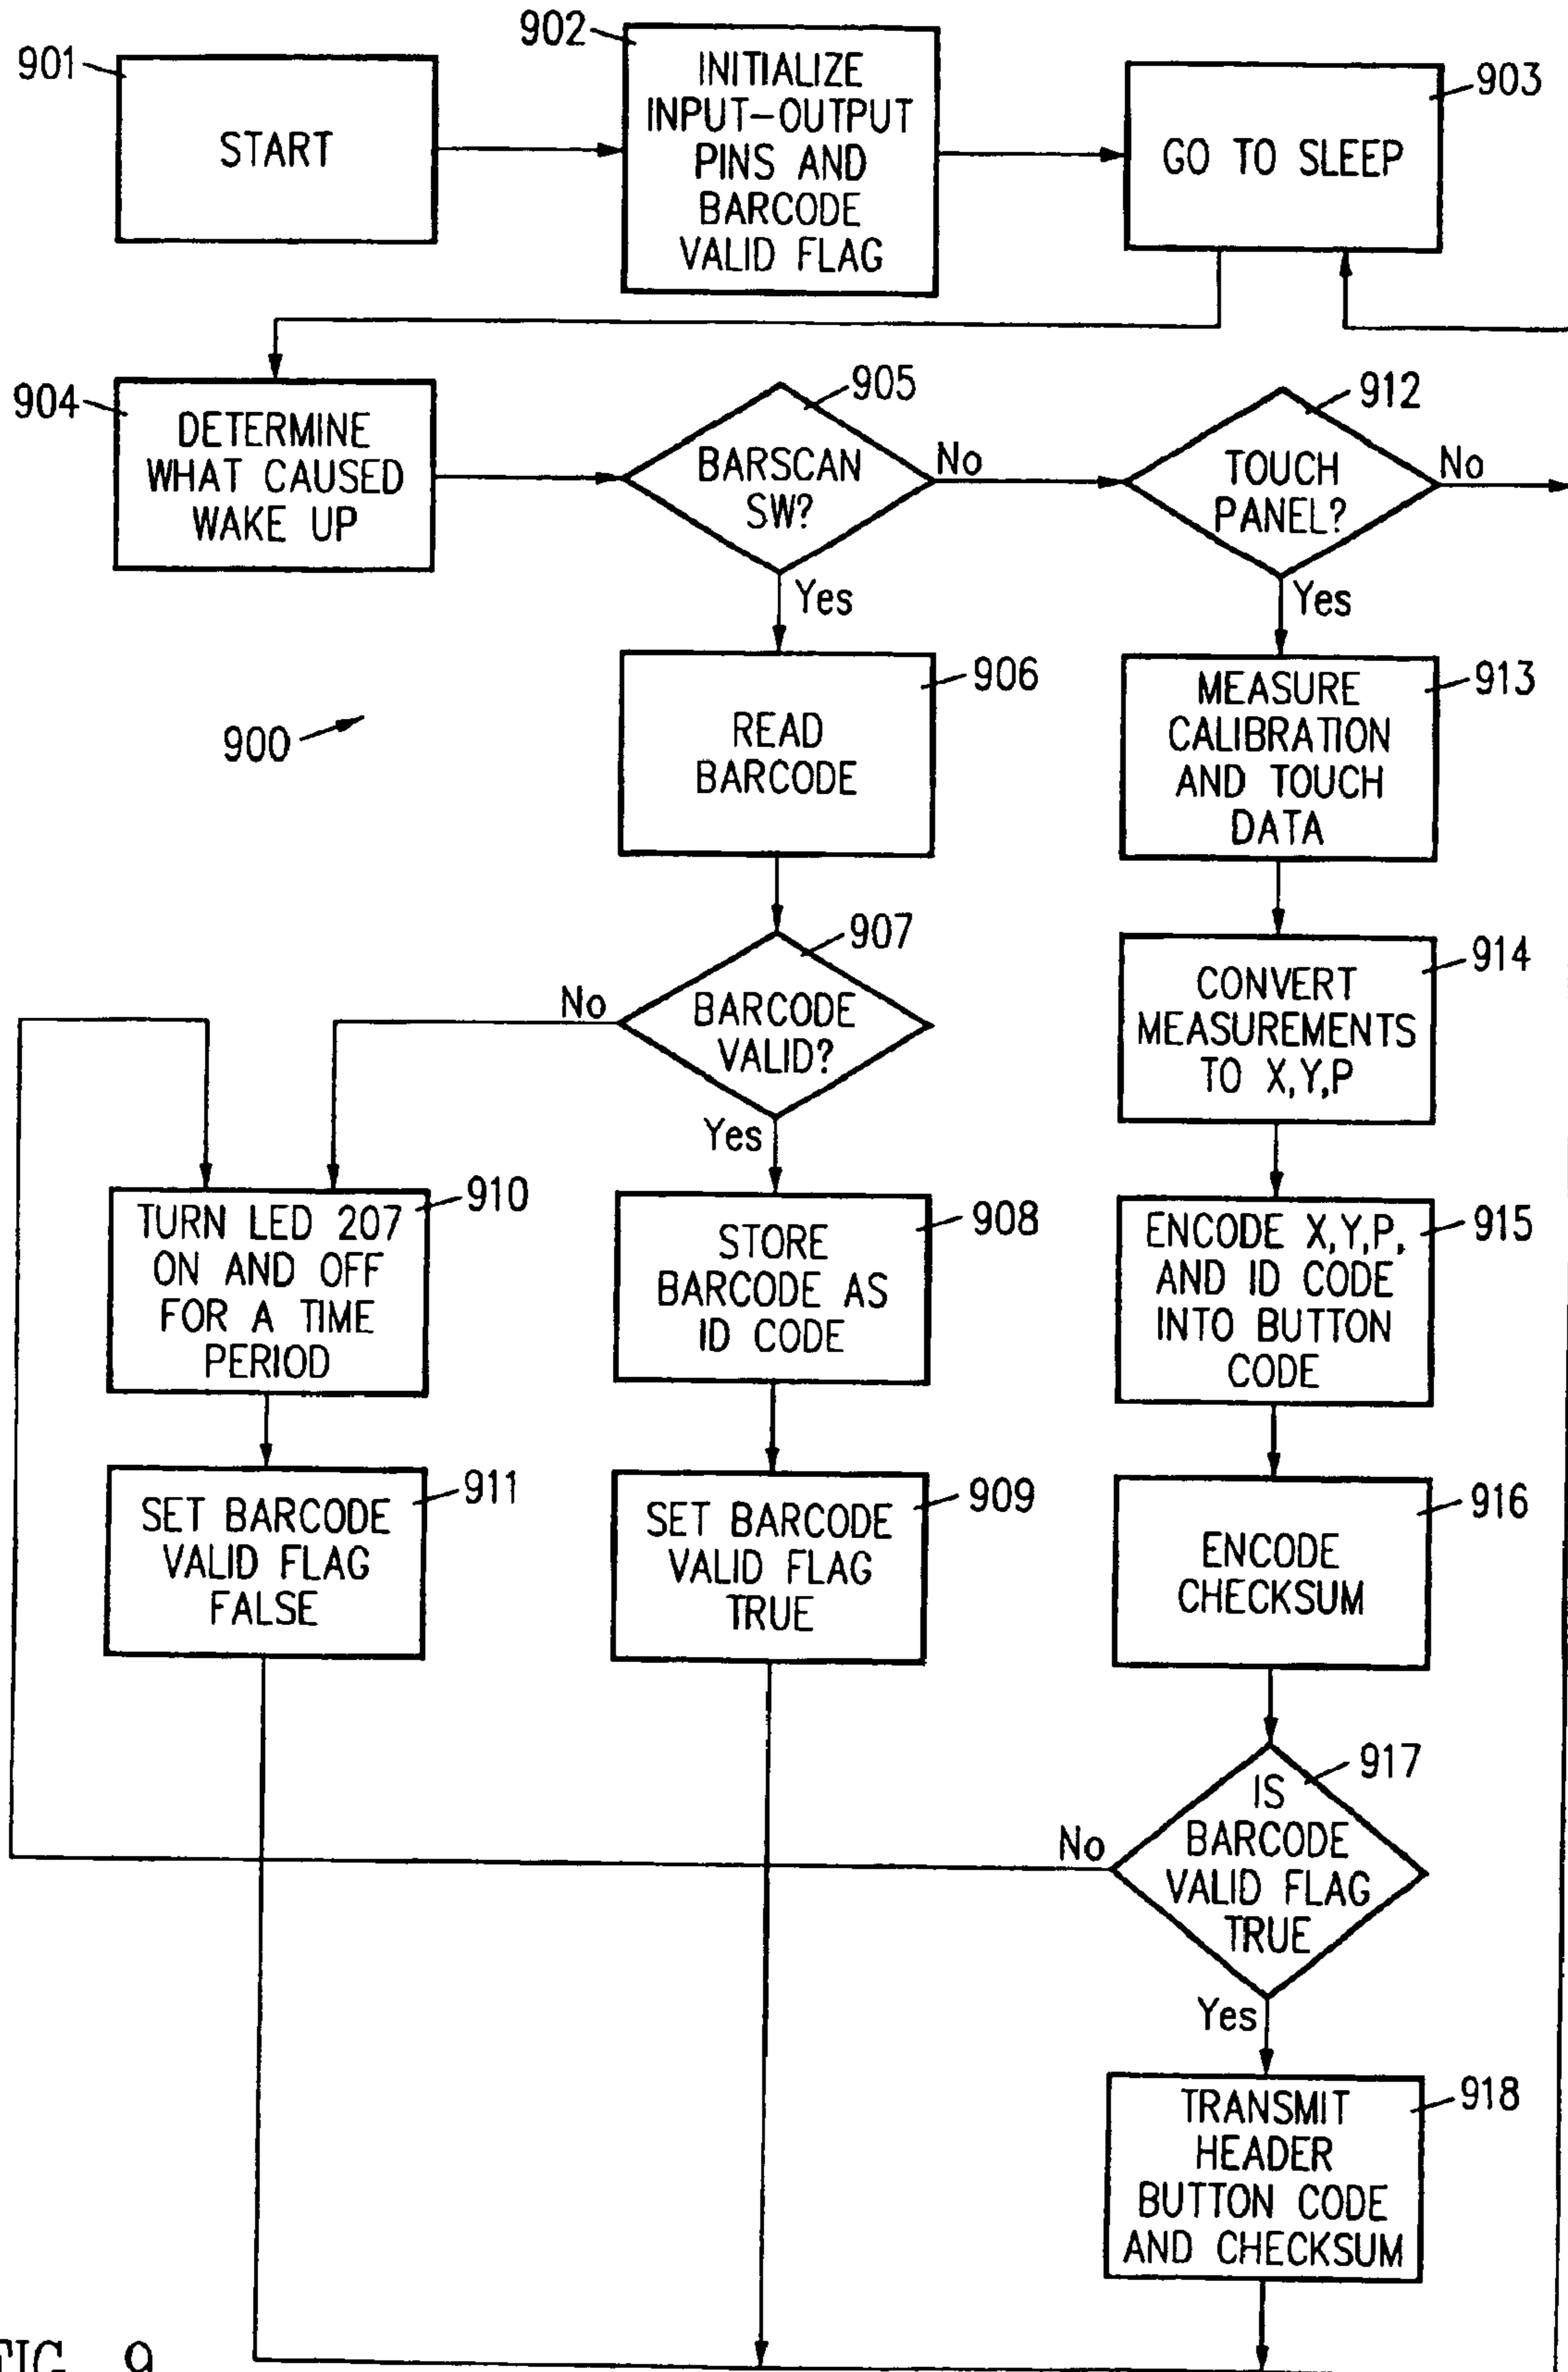 901
START
902
INITIALIZE
INPUT-OUTPUT
PINS AND
BARCODE
VALID FLAG
903
GO TO SLEEP
904
DETERMINE
WHAT CAUSED
WAKE UP
905
BARSCAN
SW?
No
Yes
912
TOUCH
PANEL?
No
Yes
900
906
READ
BARCODE
913
MEASURE
CALIBRATION
AND TOUCH
DATA
907
BARCODE
VALID?
No
Yes
914
CONVERT
MEASUREMENTS
TO X,Y,P
910
TURN LED 207
ON AND OFF
FOR A TIME
PERIOD
908
STORE
BARCODE AS
ID CODE
915
ENCODE X,Y,P,
AND ID CODE
INTO BUTTON
CODE
911
SET BARCODE
VALID FLAG
FALSE
909
SET BARCODE
VALID FLAG
TRUE
916
ENCODE
CHECKSUM
917
IS
BARCODE
VALID FLAG
TRUE
No
Yes
918
TRANSMIT
HEADER
BUTTON CODE
AND CHECKSUM
FIG. 9